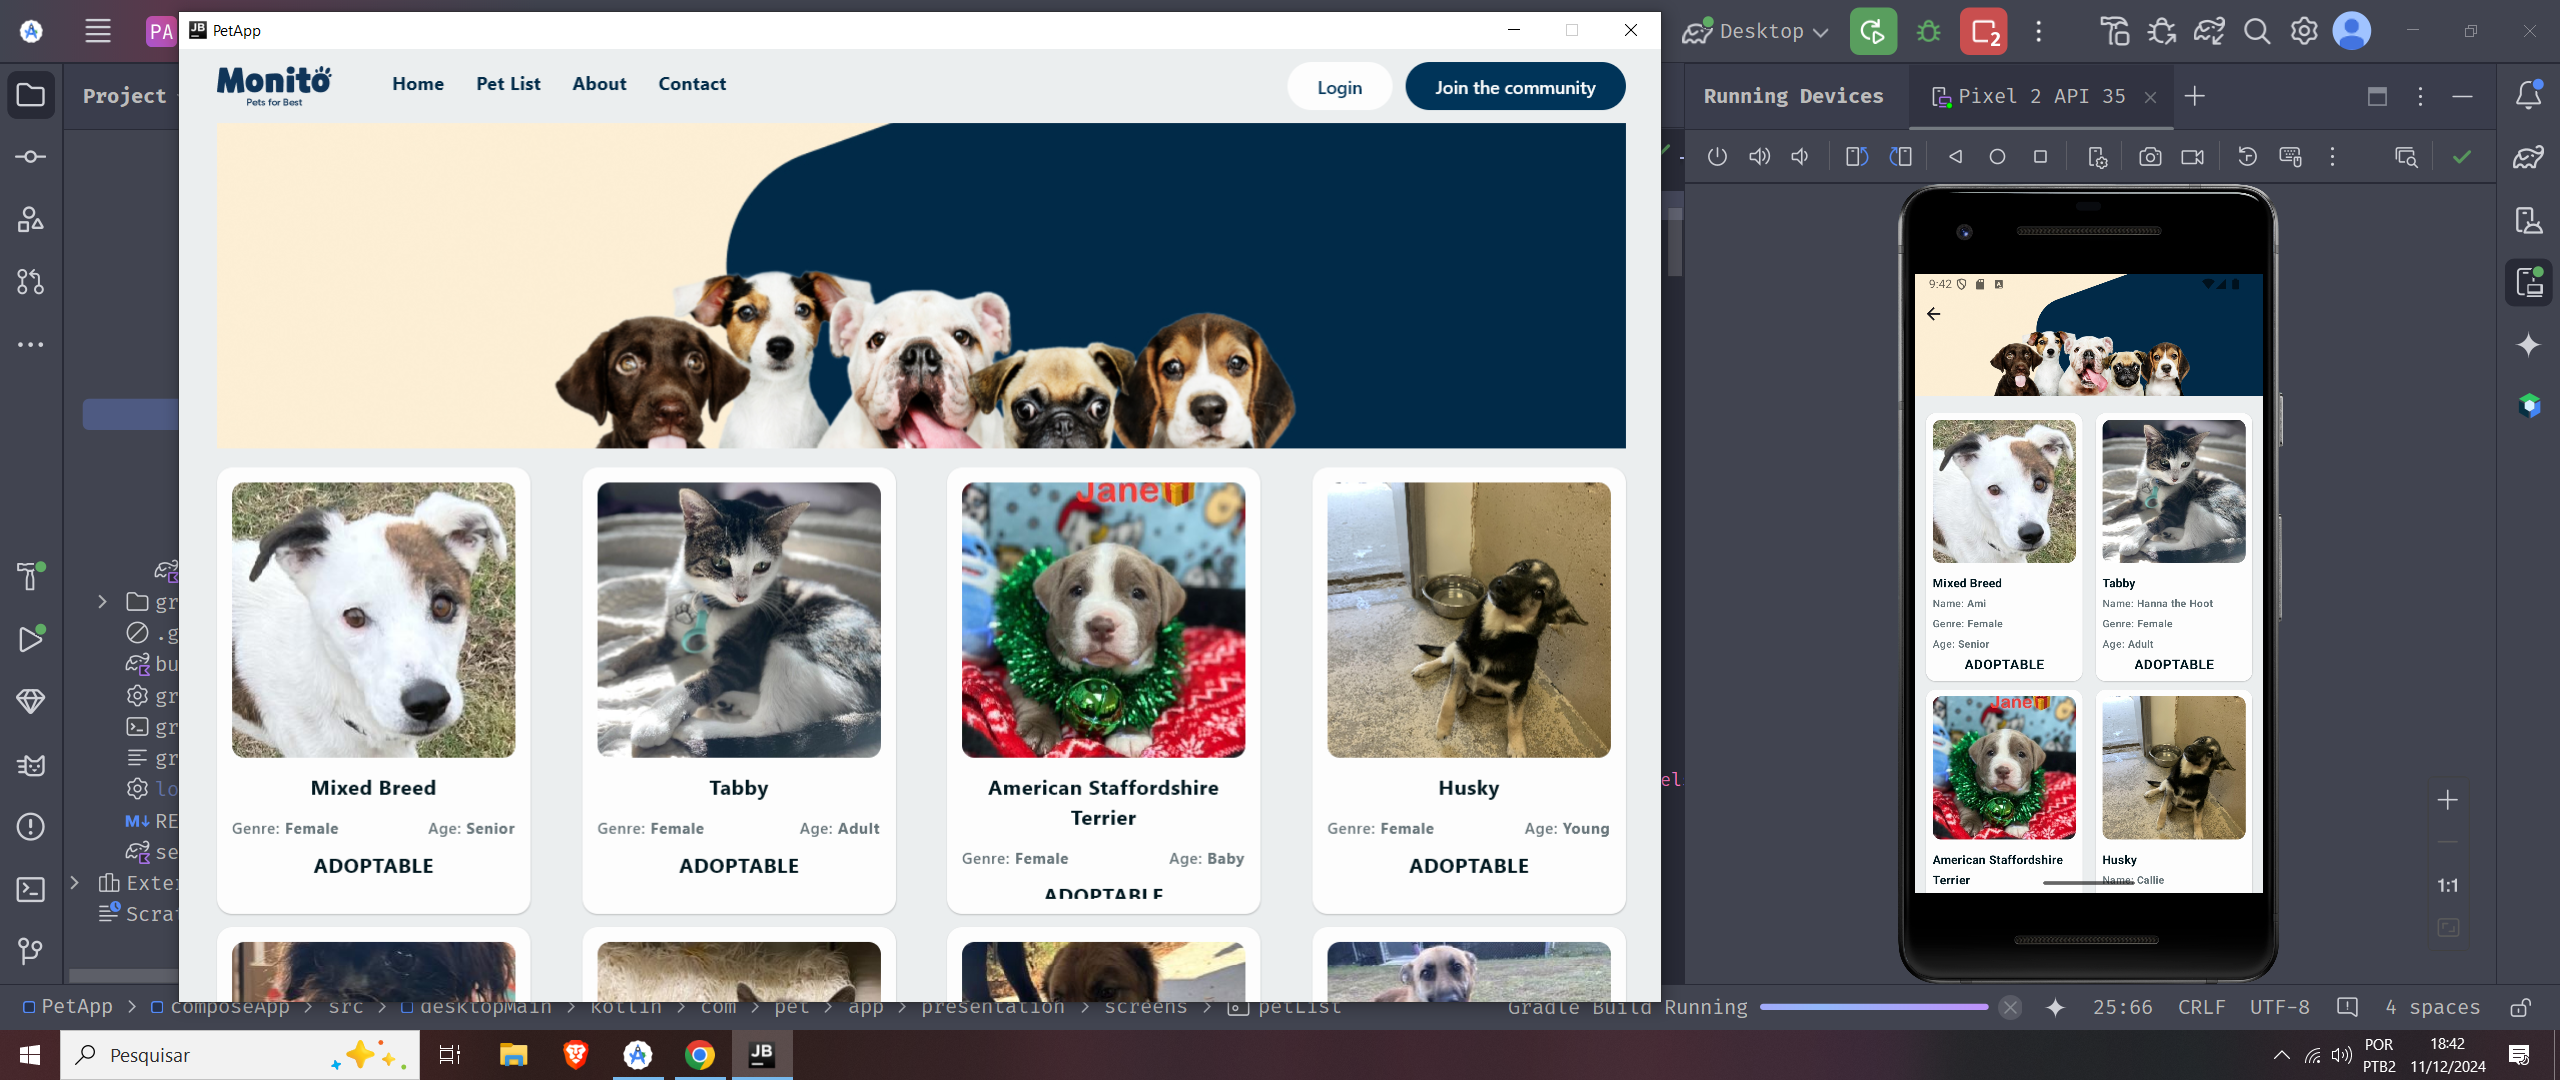 PA
PetApp
Desktop
2
Project
Monito
Pets for Best
Home
Pet List
About
Contact
Login
Join the community
Running Devices
Pixel 2 API 35
9:42
Jane
Mixed Breed
Genre: Female
Age: Senior
ADOPTABLE
Tabby
Genre: Female
Age: Adult
ADOPTABLE
American Staffordshire
Terrier
Genre: Female
Age: Baby
ADOPTABLE
Husky
Genre: Female
Age: Young
ADOPTABLE
Mixed Breed
Name: Ami
Genre: Female
Age: Senior
ADOPTABLE
Tabby
Name: Hanna the Hoot
Genre: Female
Age: Adult
ADOPTABLE
Jane
American Staffordshire
Terrier
Husky
Name: Callie
gr
.g
bu
gr
gr
gr
lo
RE
se
Exter
Scra
el
1:1
PetApp > composeApp > src > desktopMain > kotlin > com > pet > app > presentation > screens > petList
Gradle Build Running
25:66
CRLF
UTF-8
4 spaces
Pesquisar
JB
POR
PTB2
18:42
11/12/2024